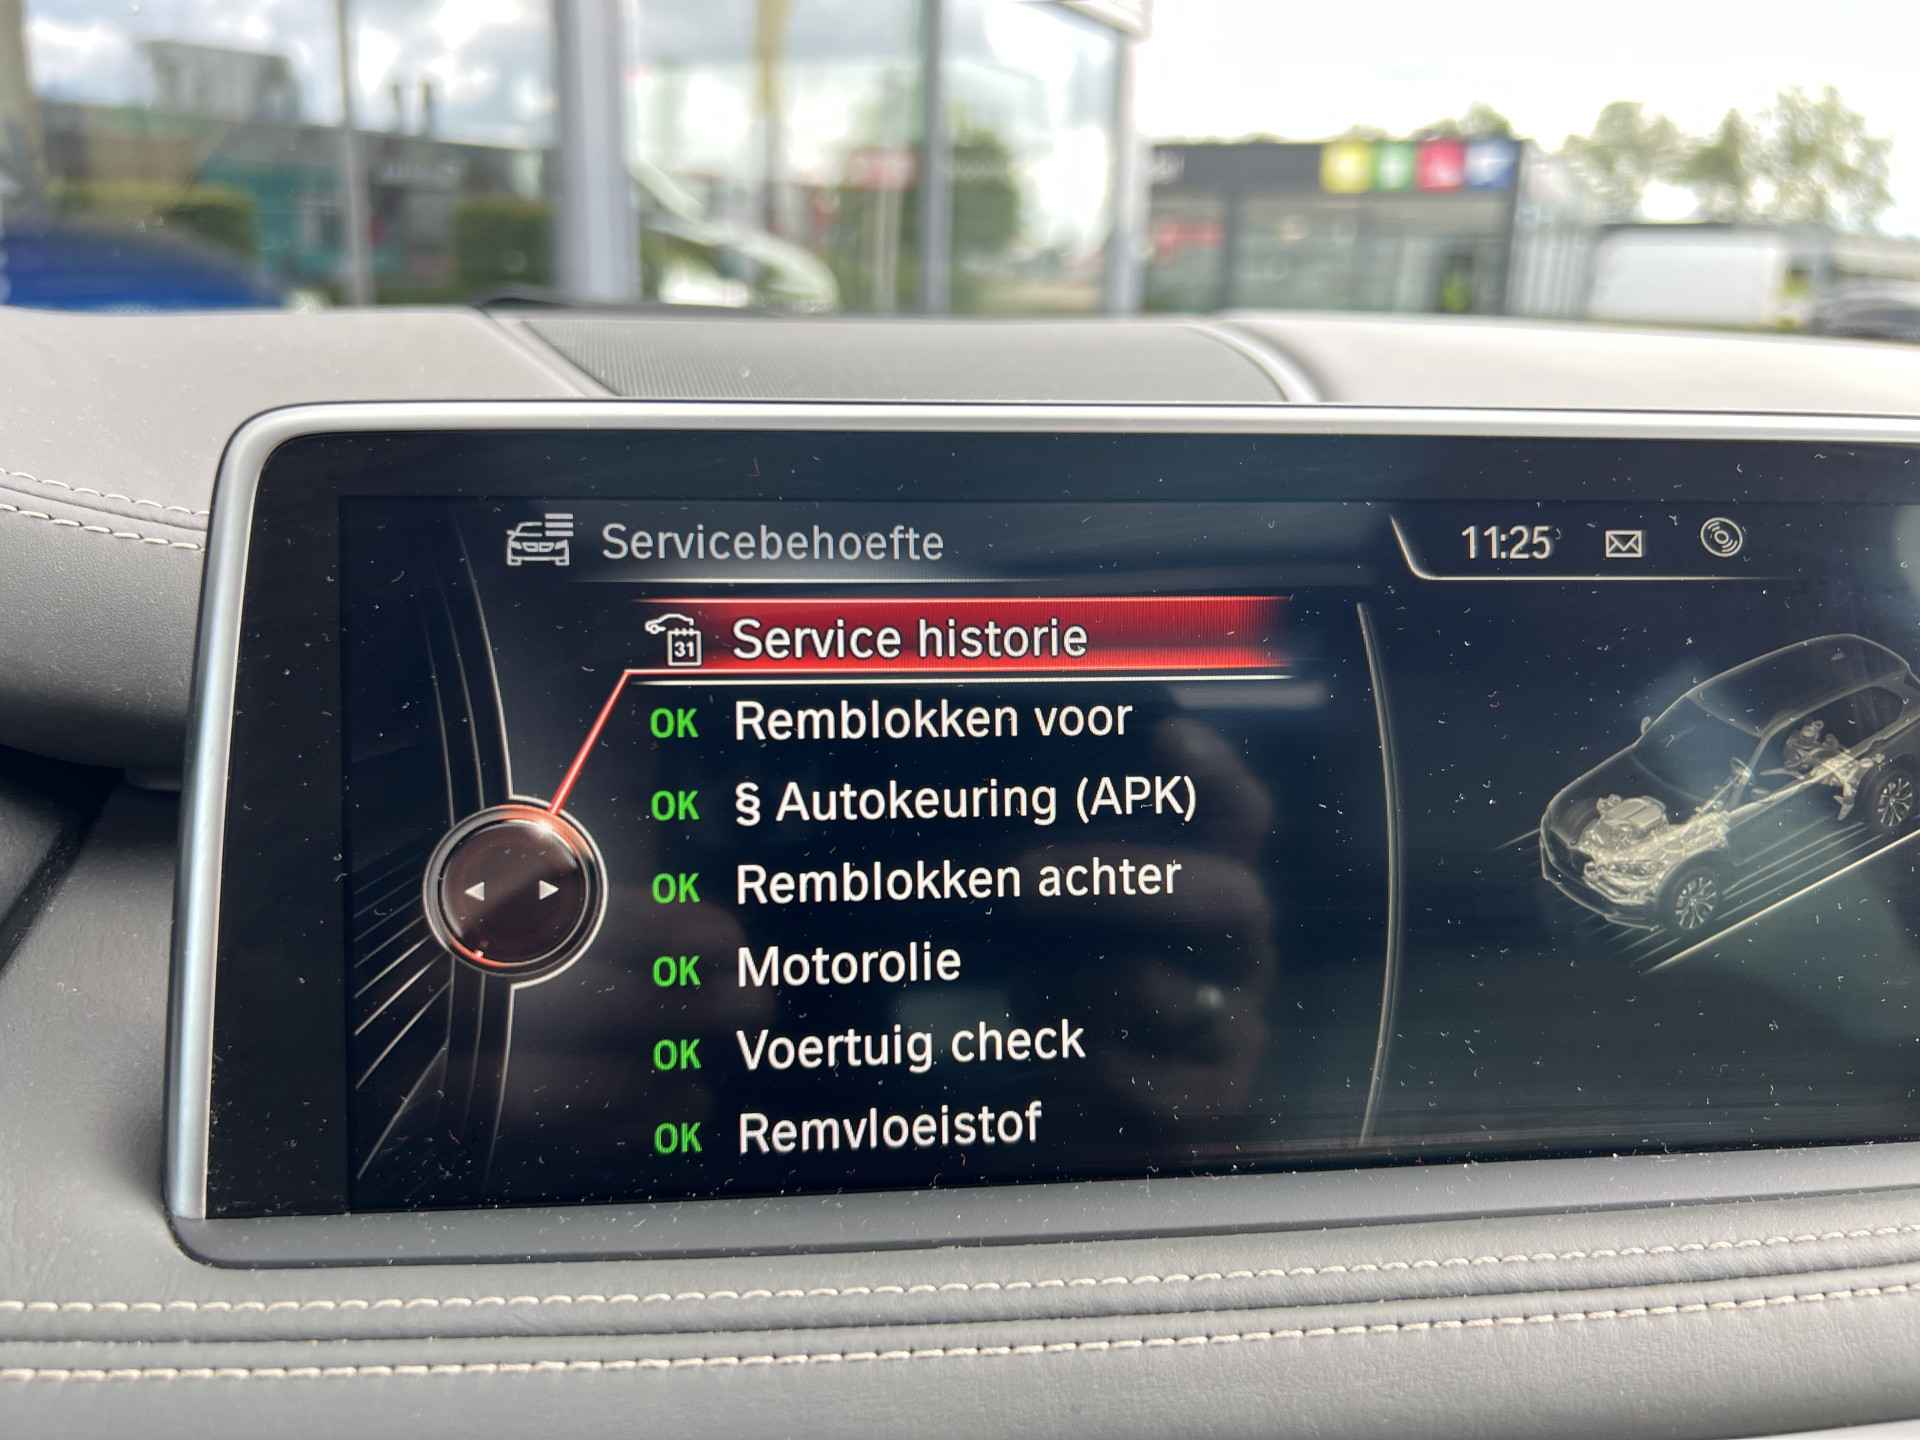 Servicebehoefte
11:25
31
Service historie
OK Remblokken voor
OK § Autokeuring (APK)
OK Remblokken achter
OK Motorolie
OK Voertuig check
OK Remvloeistof